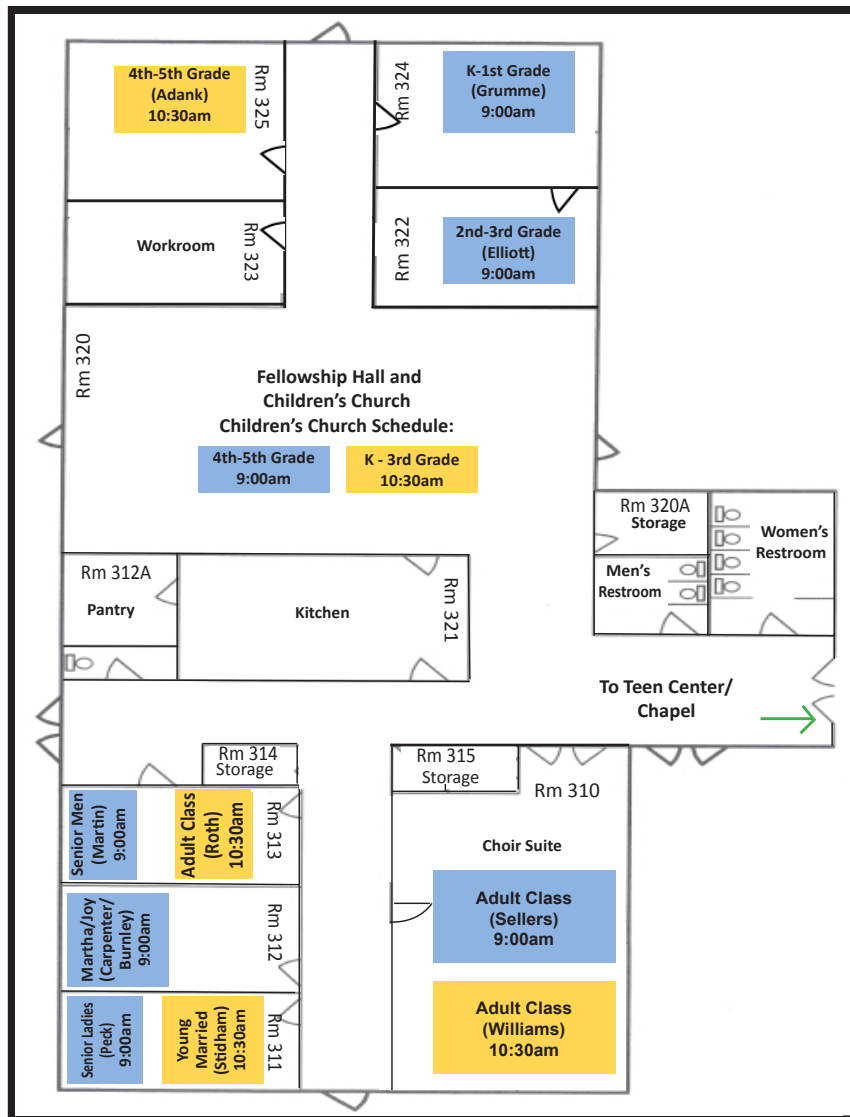 4th-5th Grade
(Adank)
10:30am
Rm 325
Rm 324
K-1st Grade
(Grumme)
9:00am
Workroom
Rm 323
Rm 322
2nd-3rd Grade
(Elliott)
9:00am
Rm 320
Fellowship Hall and
Children's Church
Children's Church Schedule:
4th-5th Grade
9:00am
K - 3rd Grade
10:30am
Rm 320A
Storage
Women's
Restroom
Men's
Restroom
Rm 312A
Pantry
Kitchen
Rm 321
To Teen Center/
Chapel
Rm 314
Storage
Rm 315
Storage
Rm 310
Senior Men
(Martin)
9:00am
Adult Class
(Roth)
10:30am
Rm 313
Choir Suite
Adult Class
(Sellers)
9:00am
Martha/Joy
(Carpenter/
Burnley)
9:00am
Rm 312
Adult Class
(Williams)
10:30am
Senior Ladies
(Peck)
9:00am
Young
Married
(Stidham)
10:30am
Rm 311